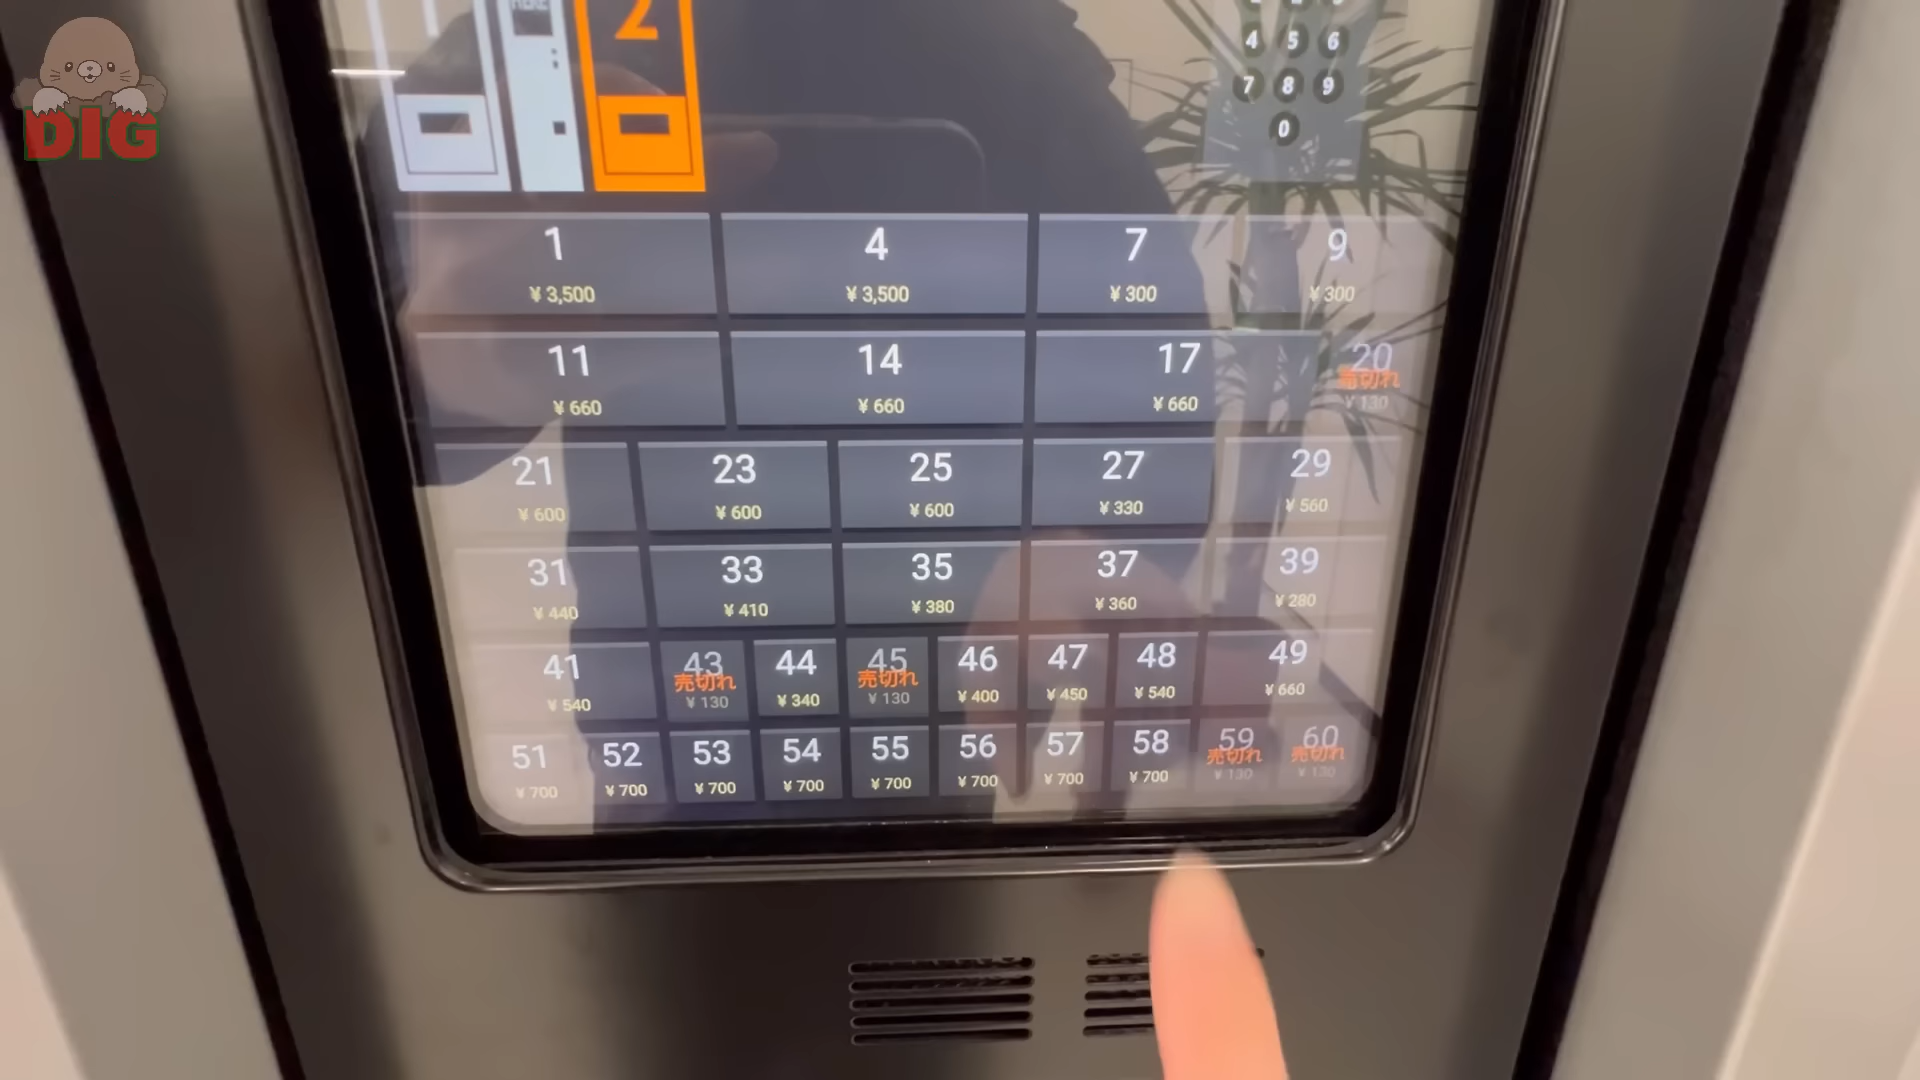 DIG
1
2
4 5 6
7 8 9
0
1 4 7 9
¥3,500 ¥3,500 ¥300 ¥300
11 14 17 20
売切れ
¥660 ¥660 ¥660 ¥130
21 23 25 27 29
¥600 ¥600 ¥600 ¥330 ¥560
31 33 35 37 39
¥440 ¥410 ¥380 ¥360 ¥280
41 43 44 45 46 47 48 49
売切れ 売切れ
¥540 ¥130 ¥340 ¥130 ¥400 ¥450 ¥540 ¥660
51 52 53 54 55 56 57 58 59 60
売切れ 売切れ
¥700 ¥700 ¥700 ¥700 ¥700 ¥700 ¥700 ¥700 ¥130 ¥130